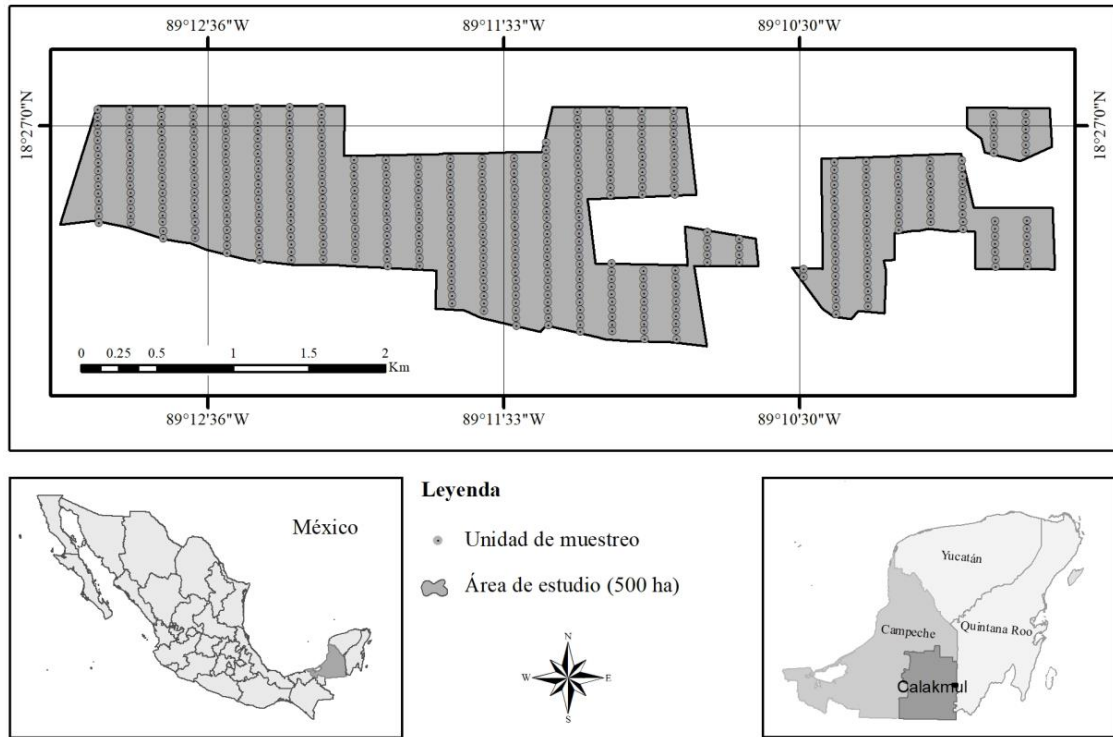 89°12'36"W 89°11'33"W 89°10'30"W
18°27'0"N 18°27'0"N
0 0.25 0.5 1 1.5 2
Km
89°12'36"W 89°11'33"W 89°10'30"W
México
Leyenda
Unidad de muestreo
Área de estudio (500 ha)
N
W E
S
Yucatán
Campeche Quintana Roo
Calakmul